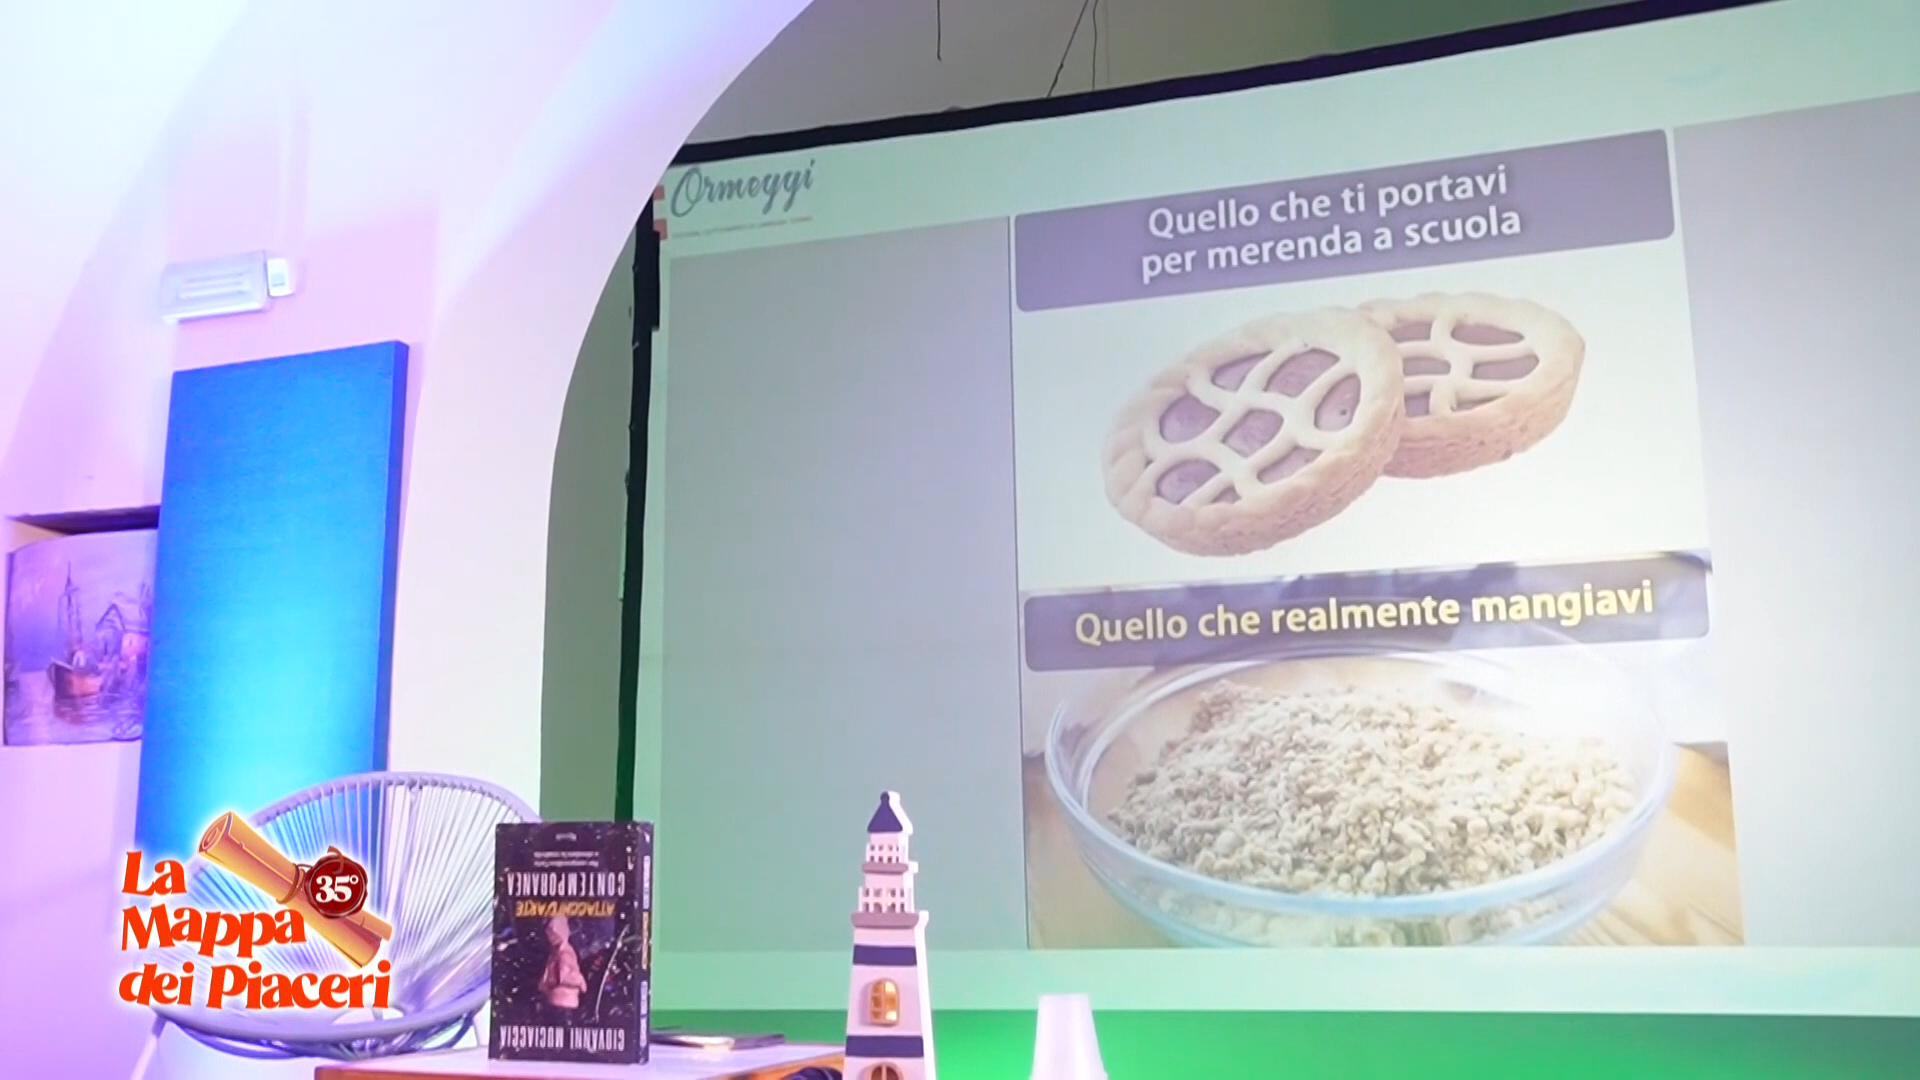 Ormeggi
Quello che ti portavi
per merenda a scuola
Quello che realmente mangiavi
La
Mappa
dei Piaceri
35°
GIOVANNI MUCIACCIA
ATTACCHI D'ARTE
CONTEMPORANEA